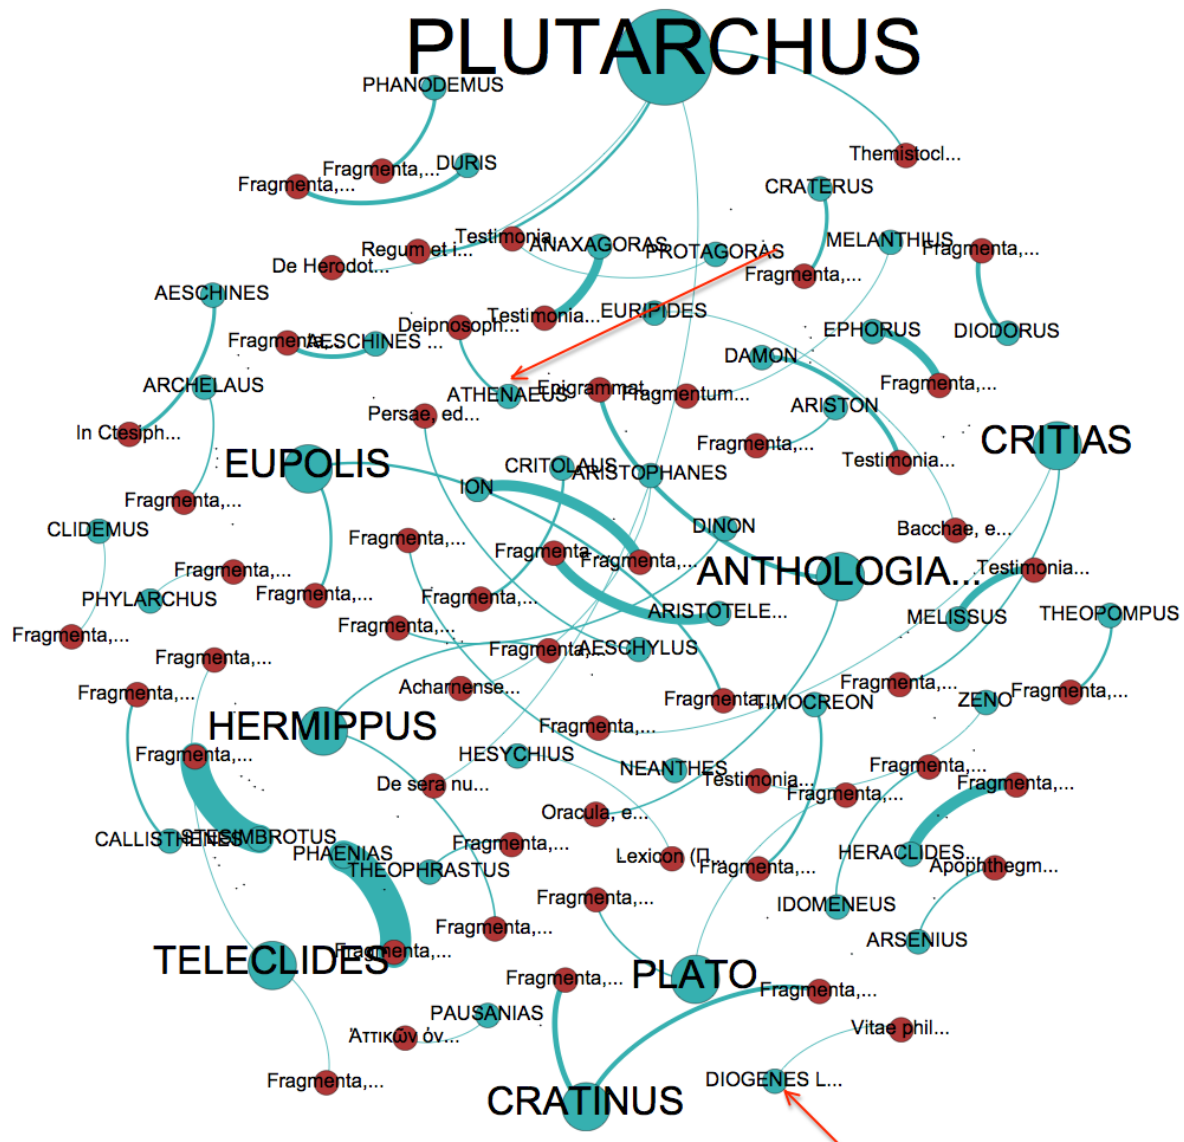 PLUTARCHUS
PHANODEMUS
Themistocl...
Fragmenta,...
DURIS
Fragmenta,...
CRATERUS
Testimonia...
ANAXAGORAS
PROTAGORAS
MELANTHIUS
Fragmenta,...
Regum et i...
De Herodot...
Fragmenta,...
AESCHINES
Testimonia...
EURIPIDES
Deipnosoph...
EPHORUS
DIODORUS
Fragmenta,...
AESCHINES ...
DAMON
ARCHELAUS
Fragmenta,...
ATHENAEUS
Epigrammat...
Fragmentum...
ARISTON
Persae, ed...
In Ctesiph...
Fragmenta,...
CRITIAS
EUPOLIS
CRITOLAUS
ARISTOPHANES
Testimonia...
ION
Fragmenta,...
CLIDEMUS
DINON
Bacchae, e...
Fragmenta,...
Fragmenta,...
Fragmenta,...
ANTHOLOGIA...
Testimonia...
Fragmenta,...
PHYLARCHUS
Fragmenta,...
Fragmenta,...
ARISTOTELE...
MELISSUS
THEOPOMPUS
Fragmenta,...
Fragmenta,...
Fragmenta,...
AESCHYLUS
Fragmenta,...
Acharnense...
Fragmenta,...
Fragmenta,...
Fragmenta,...
TIMOCREON
ZENO
Fragmenta,...
HERMIPPUS
Fragmenta,...
Fragmenta,...
HESYCHIUS
NEANTHES
Testimonia...
Fragmenta,...
De sera nu...
Fragmenta,...
Fragmenta,...
Oracula, e...
CALLISTHENES
STESIMBROTUS
PHAENIAS
Fragmenta,...
Lexicon (Π...
Fragmenta,...
HERACLIDES...
Apophthegm...
THEOPHRASTUS
Fragmenta,...
IDOMENEUS
Fragmenta,...
ARSENIUS
TELECLIDES
Fragmenta,...
Fragmenta,...
PLATO
Fragmenta,...
PAUSANIAS
Vitae phil...
Ἀττικῶν ὀν...
Fragmenta,...
DIOGENES L...
CRATINUS